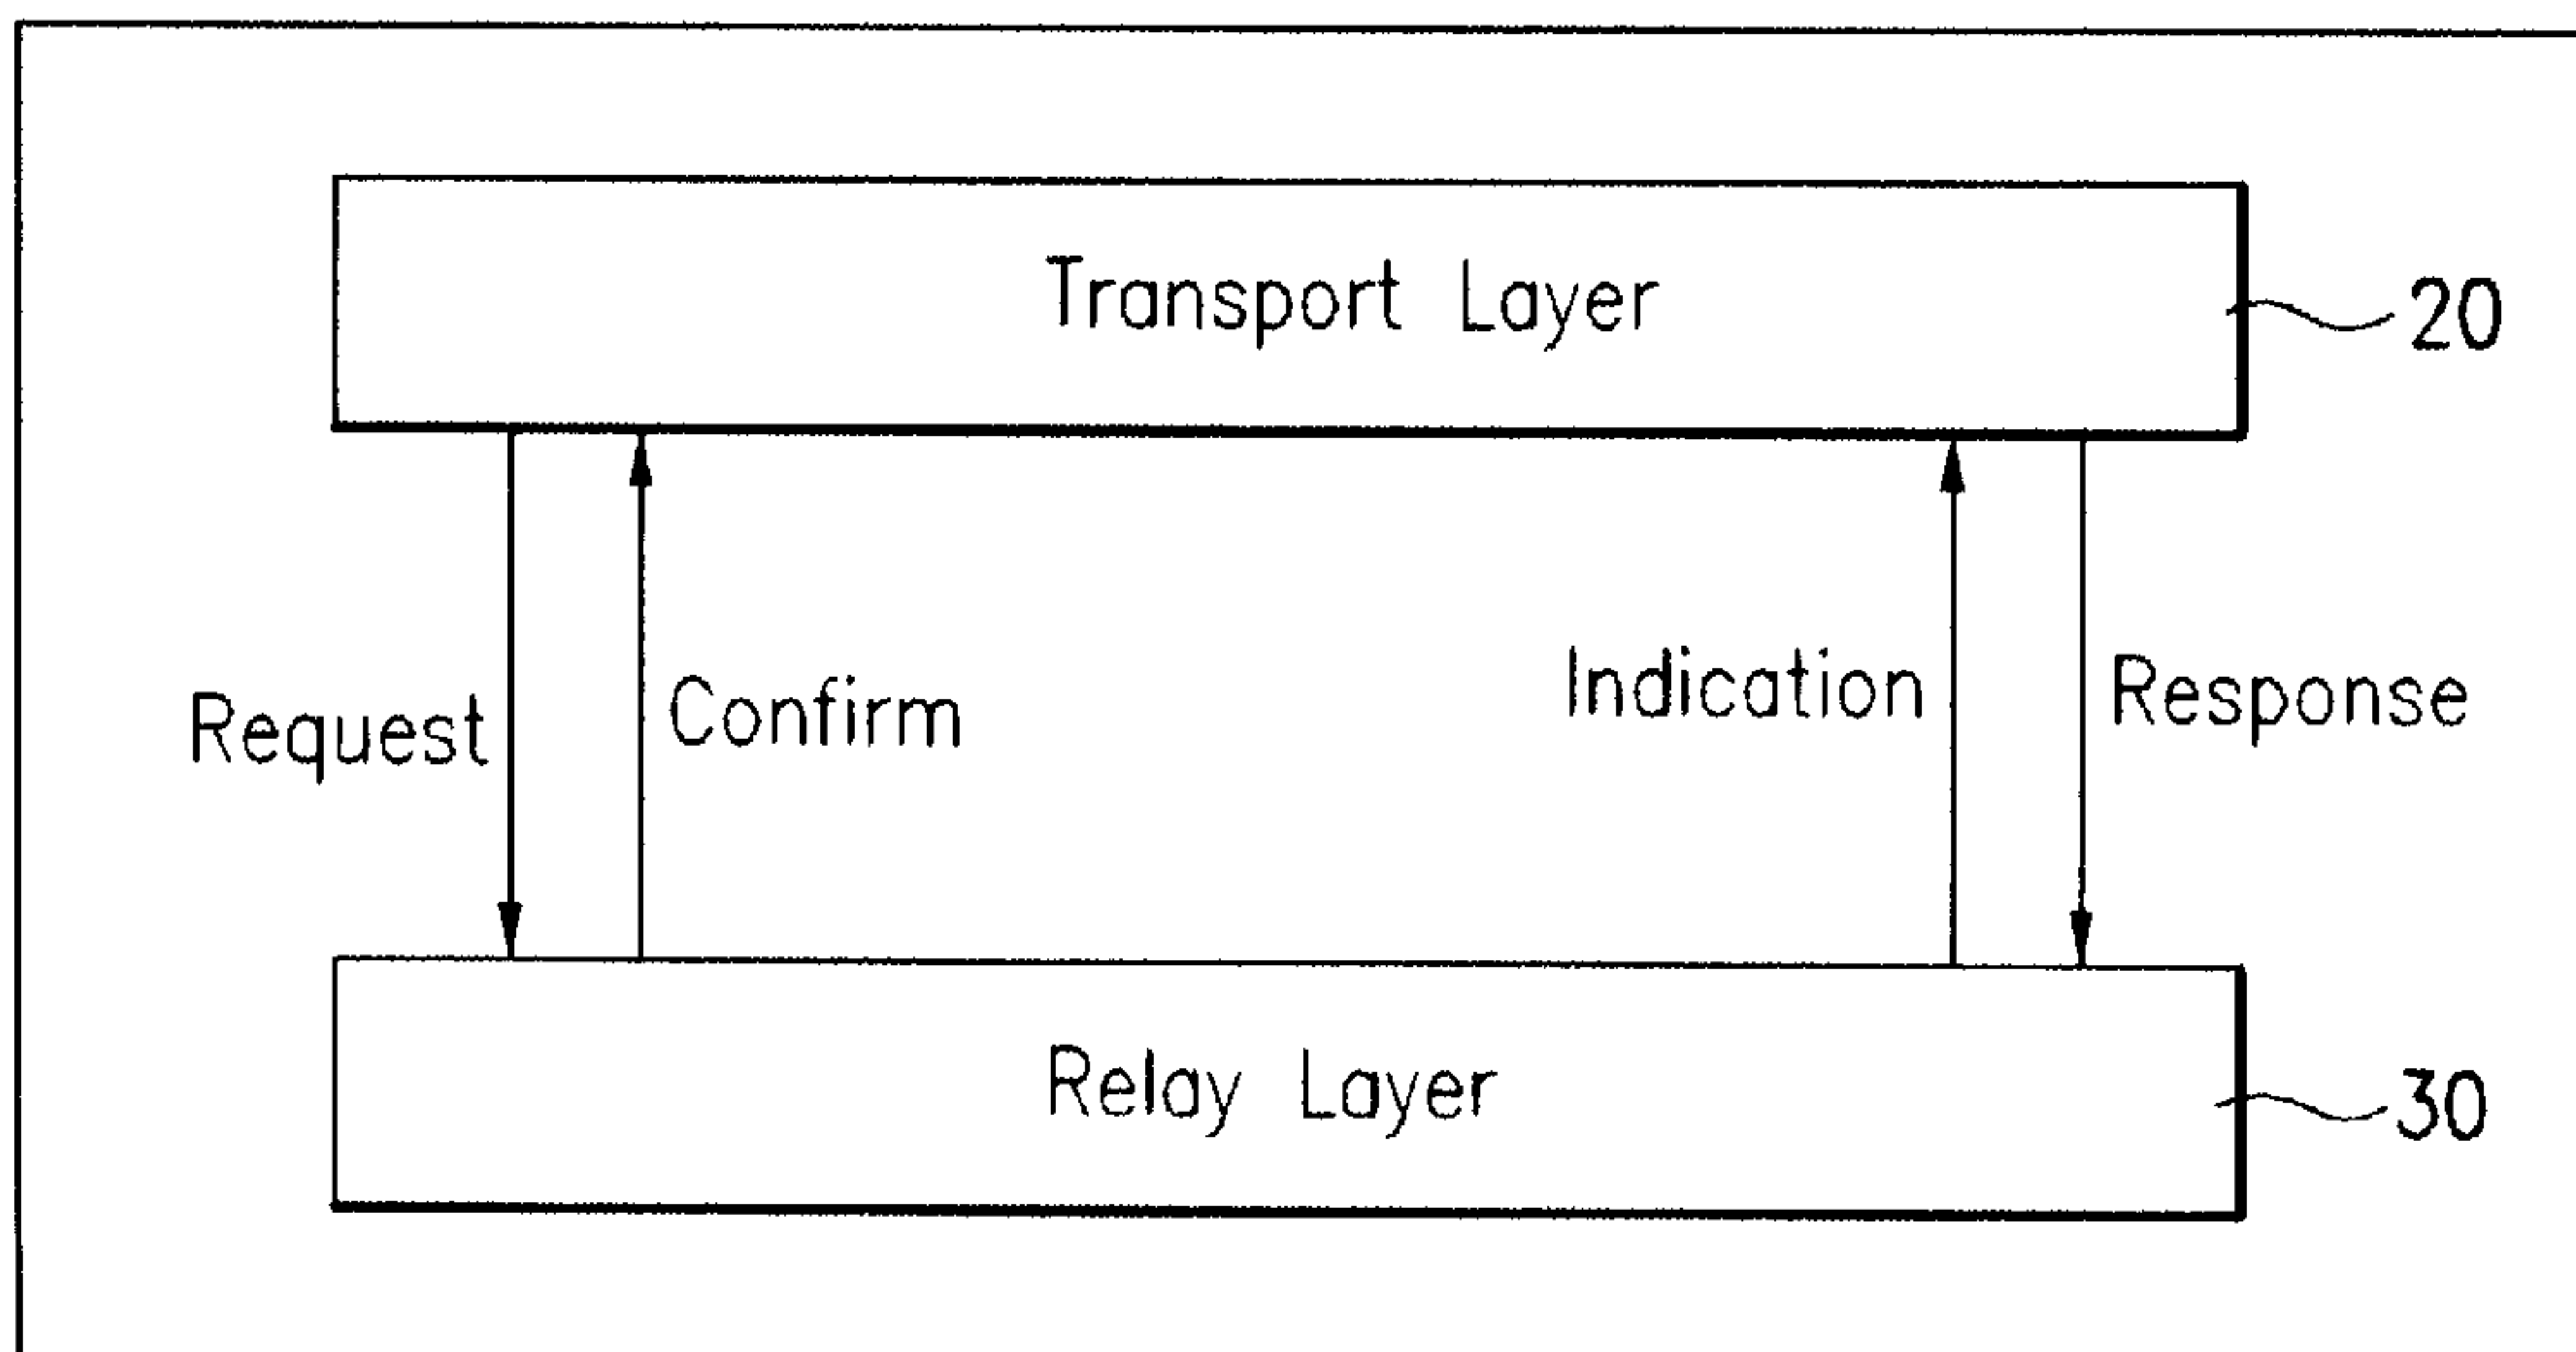 Transport Layer
20
Request
Confirm
Indication
Response
Relay Layer
30